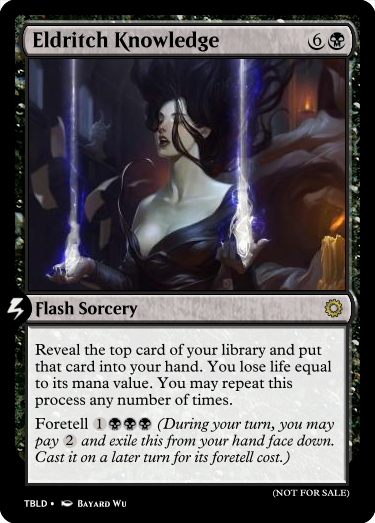 Eldritch Knowledge 6
Flash Sorcery
Reveal the top card of your library and put
that card into your hand. You lose life equal
to its mana value. You may repeat this
process any number of times.
Foretell 1 (During your turn, you may
pay 2 and exile this from your hand face down.
Cast it on a later turn for its foretell cost.)
(NOT FOR SALE)
TBLD • Bayard Wu